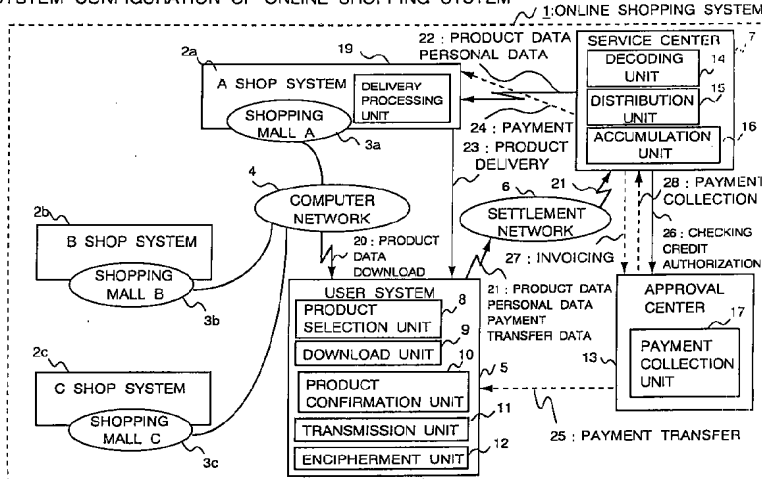 SYSTEM CONFIGURATION OF ONLINE SHOPPING SYSTEM
1:ONLINE SHOPPING SYSTEM
2a
19
22 : PRODUCT DATA
PERSONAL DATA
SERVICE CENTER
7
DECODING
UNIT
14
A SHOP SYSTEM
DELIVERY
PROCESSING
UNIT
DISTRIBUTION
UNIT
15
SHOPPING
MALL A
3a
24 : PAYMENT
23 : PRODUCT
DELIVERY
ACCUMULATION
UNIT
16
4
COMPUTER
NETWORK
6
21
SETTLEMENT
NETWORK
28 : PAYMENT
COLLECTION
2b
B SHOP SYSTEM
SHOPPING
MALL B
3b
20 : PRODUCT
DATA
DOWNLOAD
27 : INVOICING
26 : CHECKING
CREDIT
AUTHORIZATION
USER SYSTEM
PRODUCT
SELECTION UNIT
8
21 : PRODUCT DATA
PERSONAL DATA
PAYMENT
TRANSFER DATA
APPROVAL
CENTER
17
9
DOWNLOAD UNIT
10
13
PAYMENT
COLLECTION
UNIT
2c
C SHOP SYSTEM
SHOPPING
MALL C
3c
PRODUCT
CONFIRMATION UNIT
5
TRANSMISSION UNIT
11
ENCIPHERMENT UNIT
12
25 : PAYMENT TRANSFER